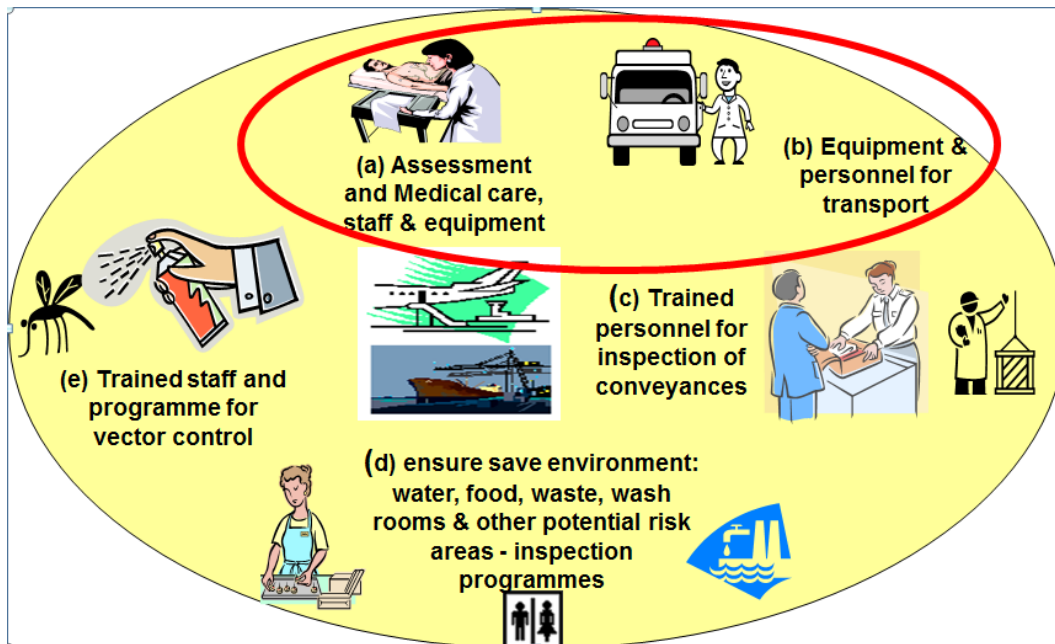 (a) Assessment
and Medical care,
staff & equipment
(b) Equipment &
personnel for
transport
(c) Trained
personnel for
inspection of
conveyances
(d) ensure save environment:
water, food, waste, wash
rooms & other potential risk
areas - inspection
programmes
(e) Trained staff and
programme for
vector control